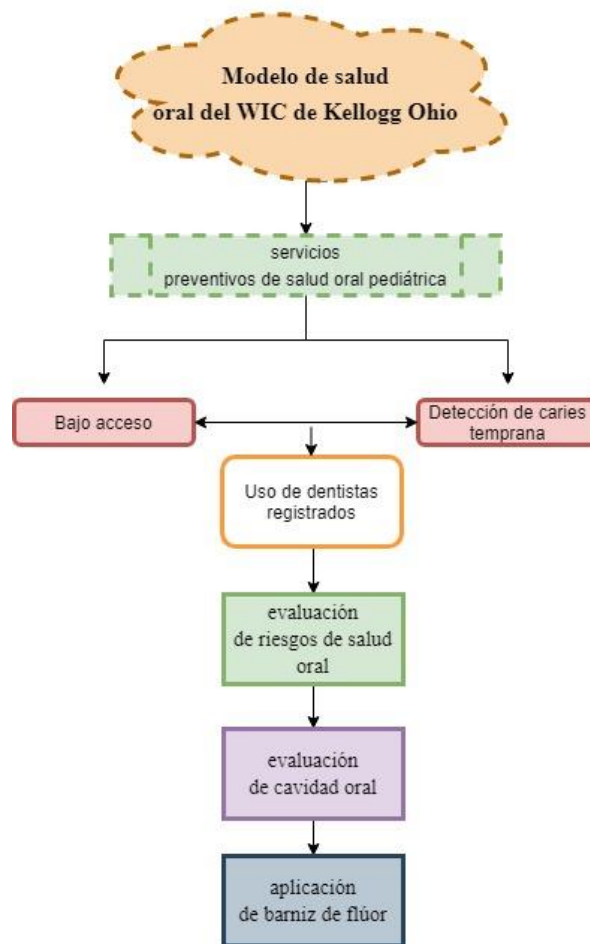 Modelo de salud
oral del WIC de Kellogg Ohio
servicios
preventivos de salud oral pediátrica
Bajo acceso
Detección de caries
temprana
Uso de dentistas
registrados
evaluación
de riesgos de salud
oral
evaluación
de cavidad oral
aplicación
de barniz de flúor